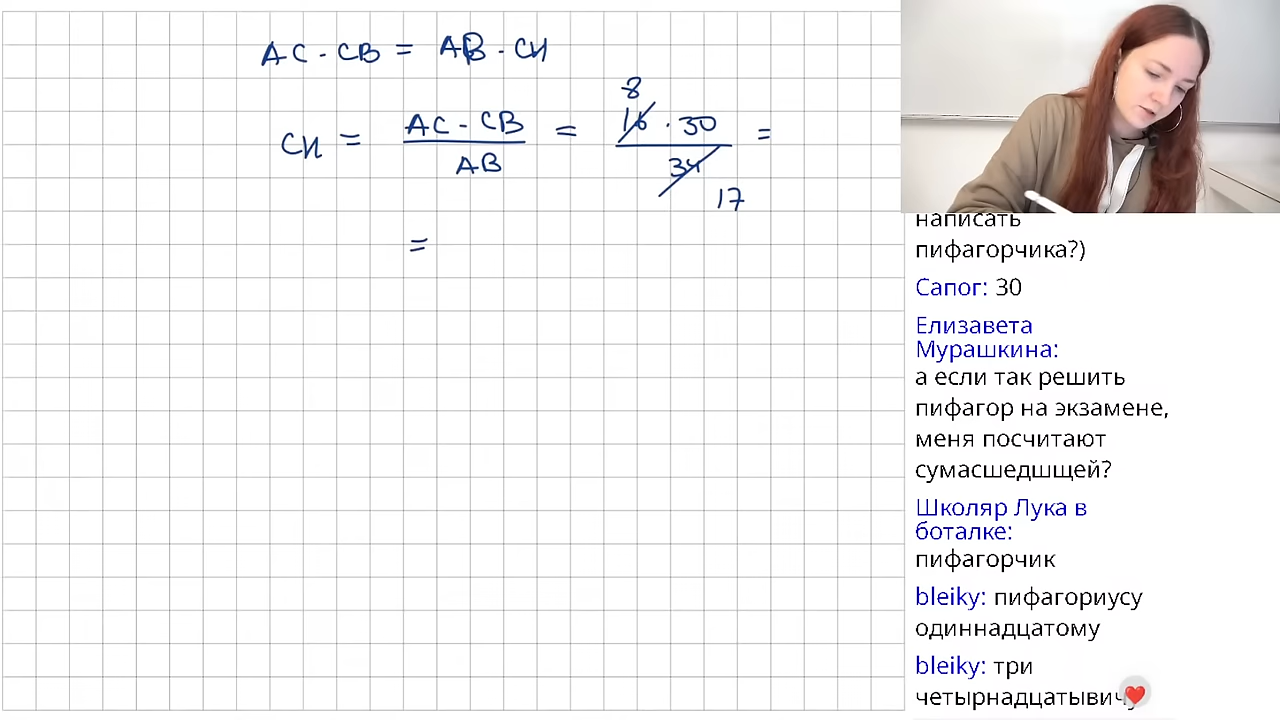 AC · CB = AB · CH
8
CH = AC · CB / AB = 16 · 30 / 34 =
17
=
написать
пифагорчика?)
Сапог: 30
Елизавета
Мурашкина:
а если так решить
пифагор на экзамене,
меня посчитают
сумасшедшщей?
Школяр Лука в
боталке:
пифагорчик
bleiky: пифагориусу
одиннадцатому
bleiky: три
четырнадцатывичу